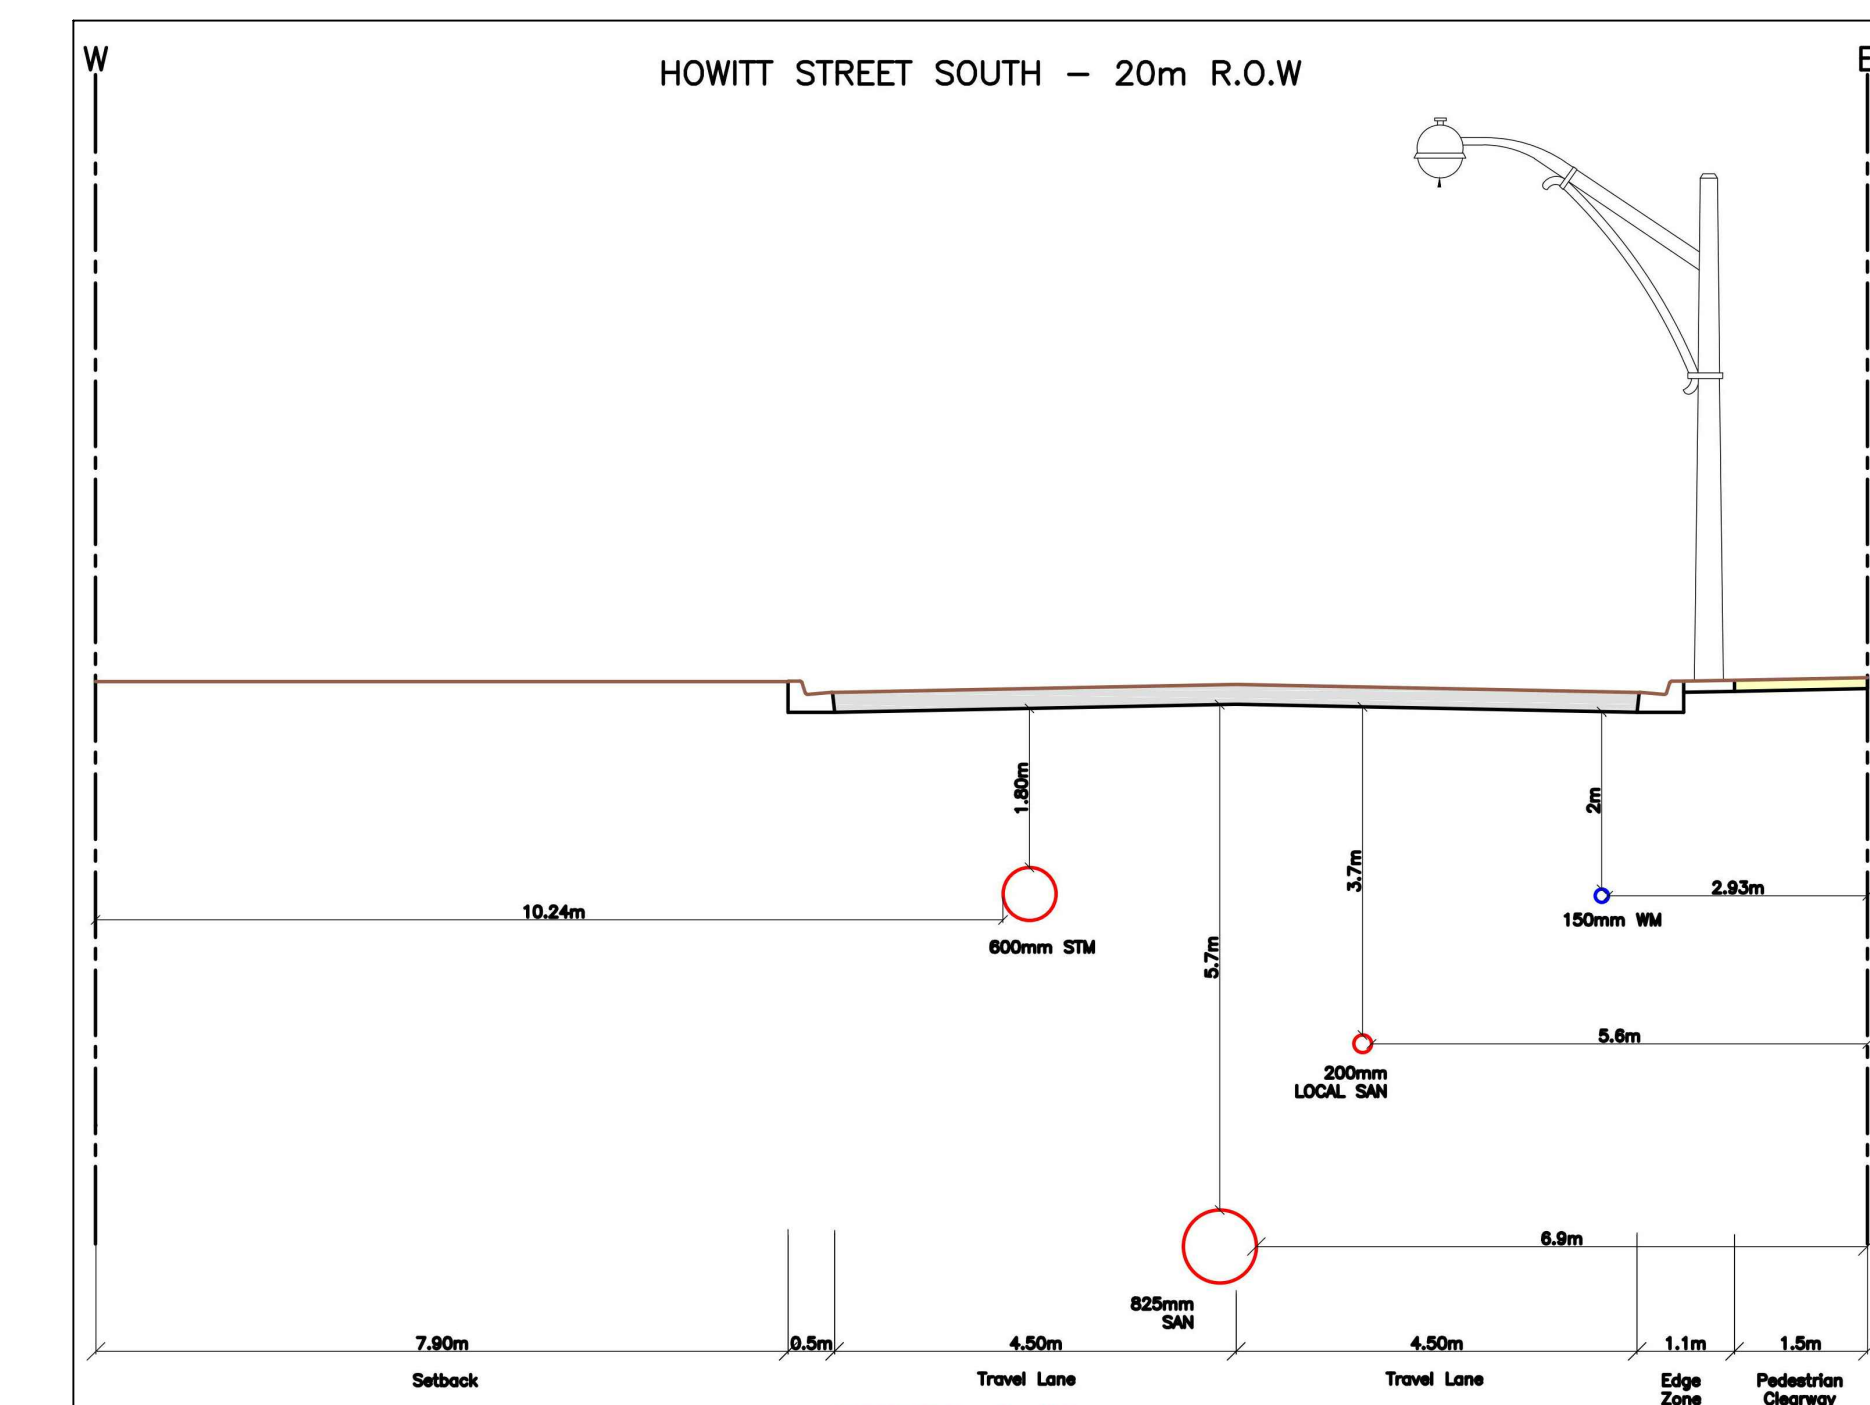 W
HOWITT STREET SOUTH - 20m R.O.W
E
1.80m
2m
3.7m
2.93m
10.24m
150mm WM
600mm STM
5.7m
5.6m
200mm
LOCAL SAN
6.9m
825mm
SAN
7.90m
0.5m
4.50m
4.50m
1.1m
1.5m
Setback
Travel Lane
Travel Lane
Edge
Zone
Pedestrian
Clearway